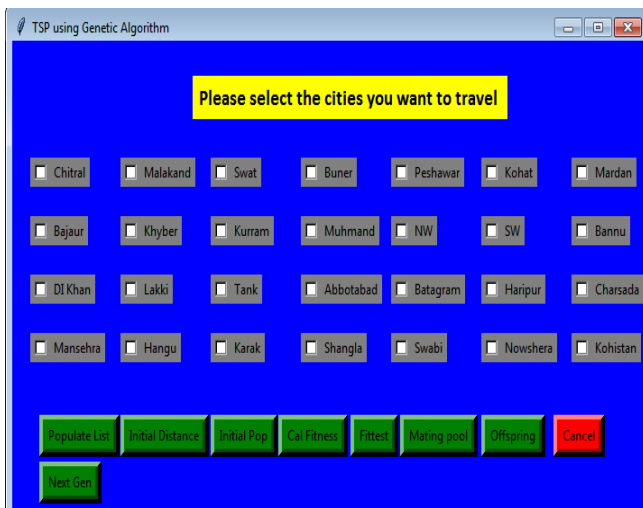 TSP using Genetic Algorithm
Please select the cities you want to travel
Chitral Malakand Swat Buner Peshawar Kohat Mardan
Bajaur Khyber Kurram Muhmand NW SW Bannu
DI Khan Lakki Tank Abbotabad Batagram Haripur Charsada
Mansehra Hangu Karak Shangla Swabi Nowshera Kohistan
Populate List Initial Distance Initial Pop Cal Fitness Fittest Mating pool Offspring Cancel
Next Gen